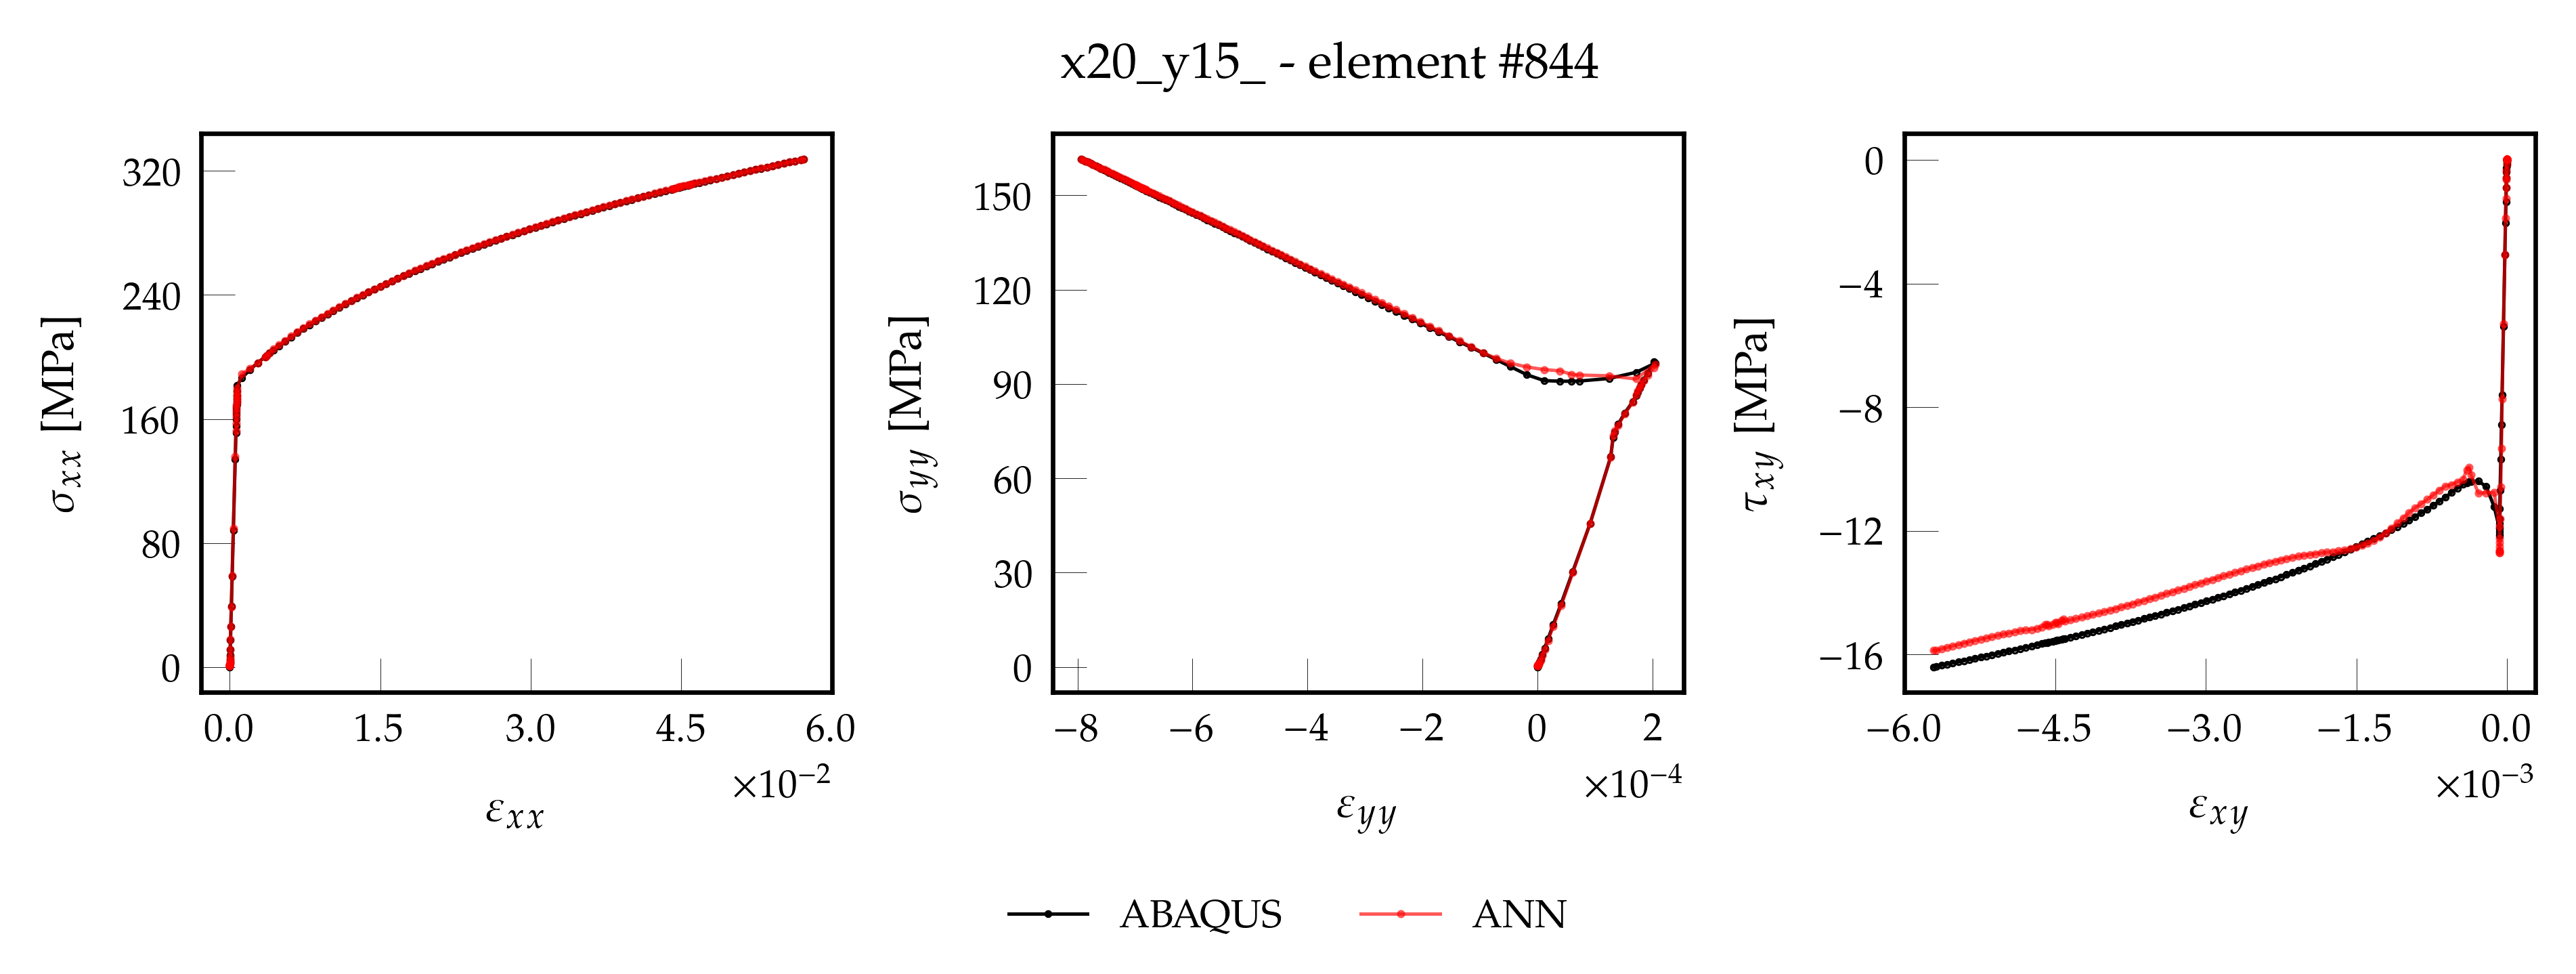 x20_y15_ - element #844
σxx [MPa]
320
240
160
80
0
0.0 1.5 3.0 4.5 6.0
×10−2
εxx
σyy [MPa]
150
120
90
60
30
0
−8 −6 −4 −2 0 2
×10−4
εyy
τxy [MPa]
0
−4
−8
−12
−16
−6.0 −4.5 −3.0 −1.5 0.0
×10−3
εxy
ABAQUS ANN